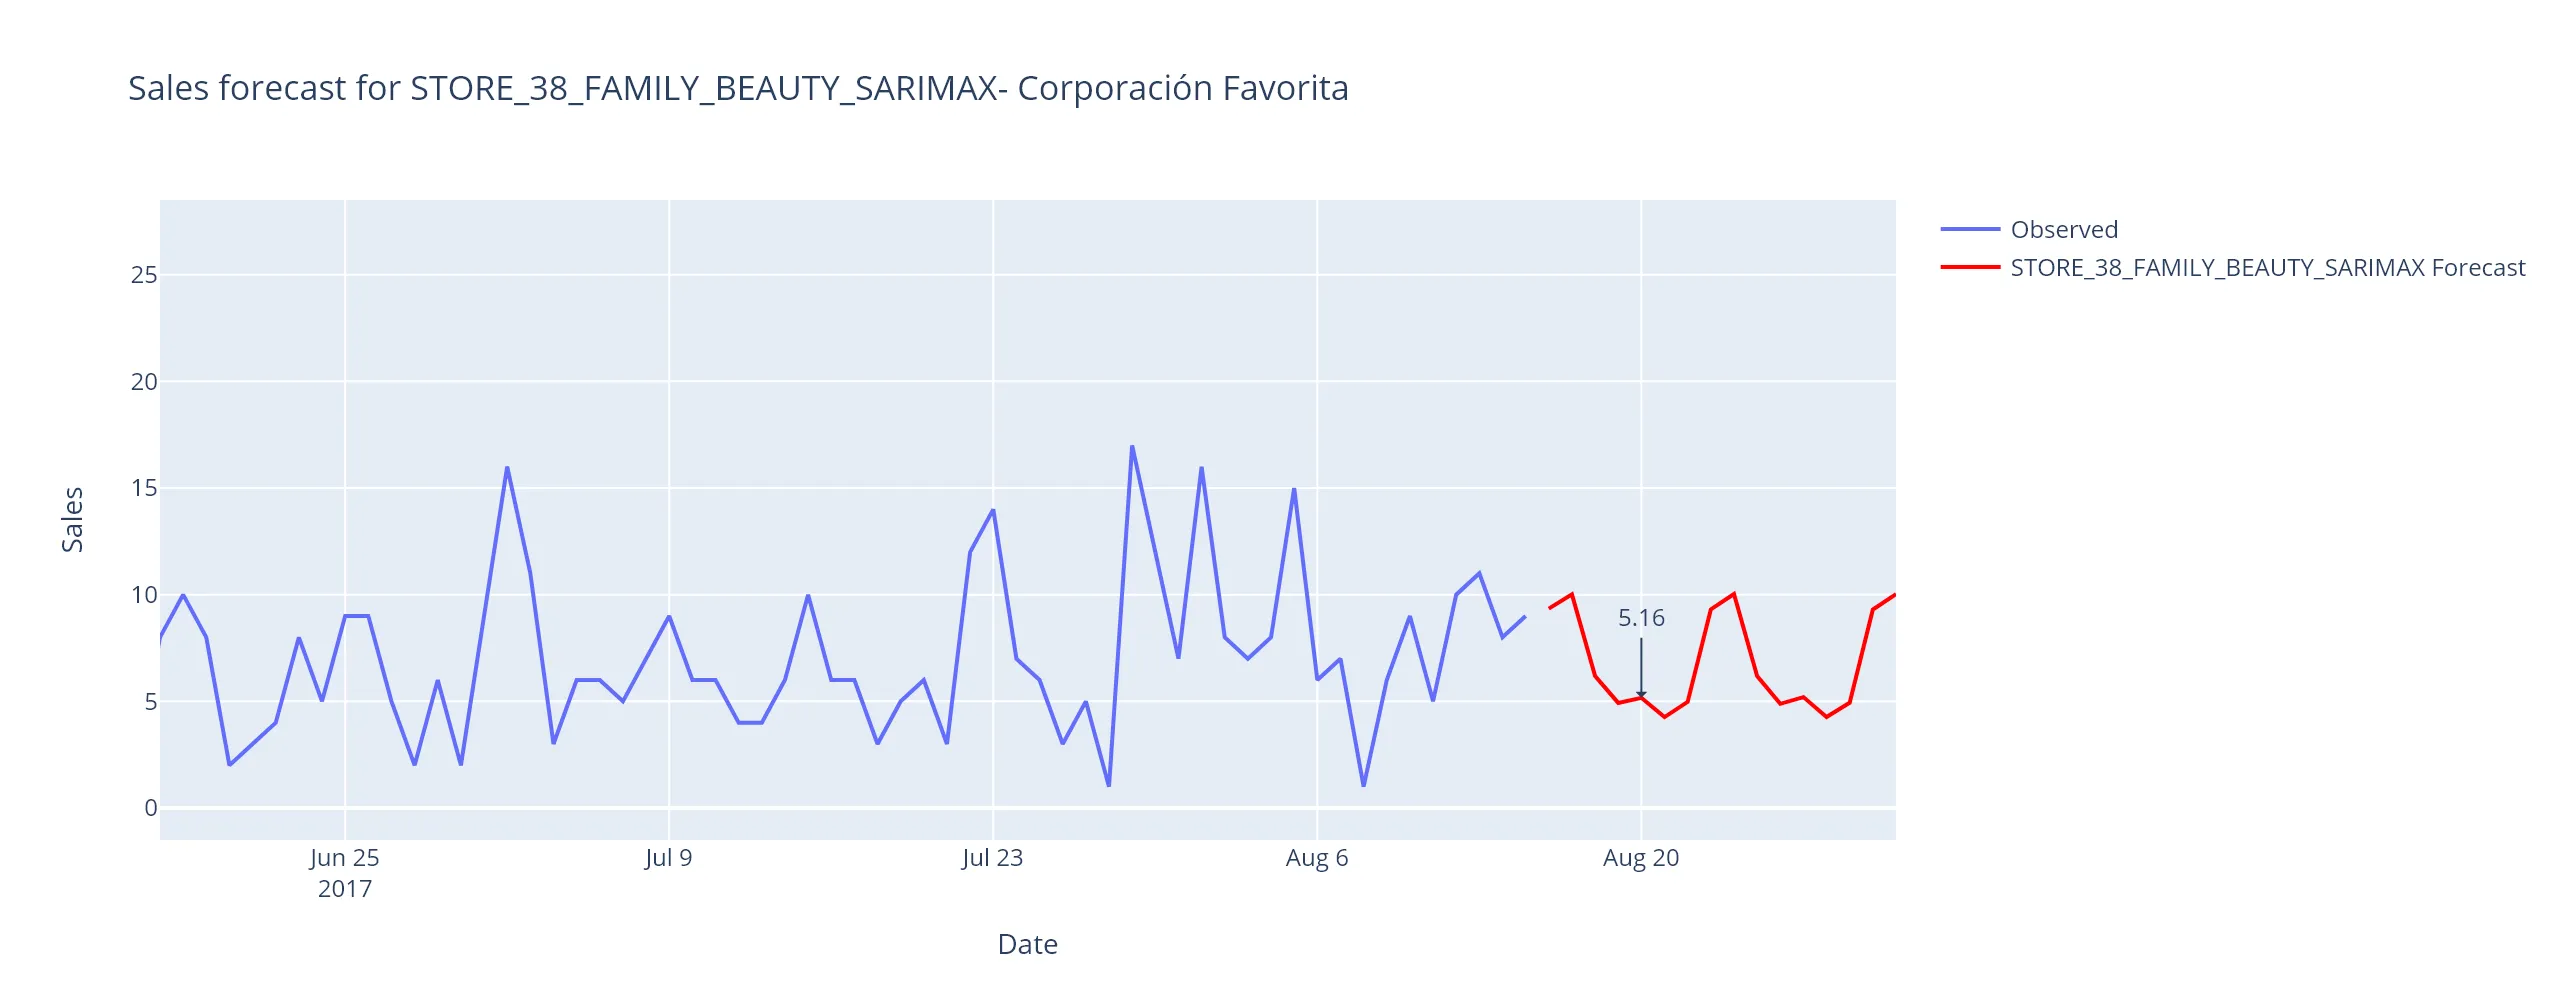 Sales forecast for STORE_38_FAMILY_BEAUTY_SARIMAX- Corporación Favorita
Observed
STORE_38_FAMILY_BEAUTY_SARIMAX Forecast
25
20
15
10
5
0
Sales
5.16
Jun 25
2017
Jul 9
Jul 23
Aug 6
Aug 20
Date